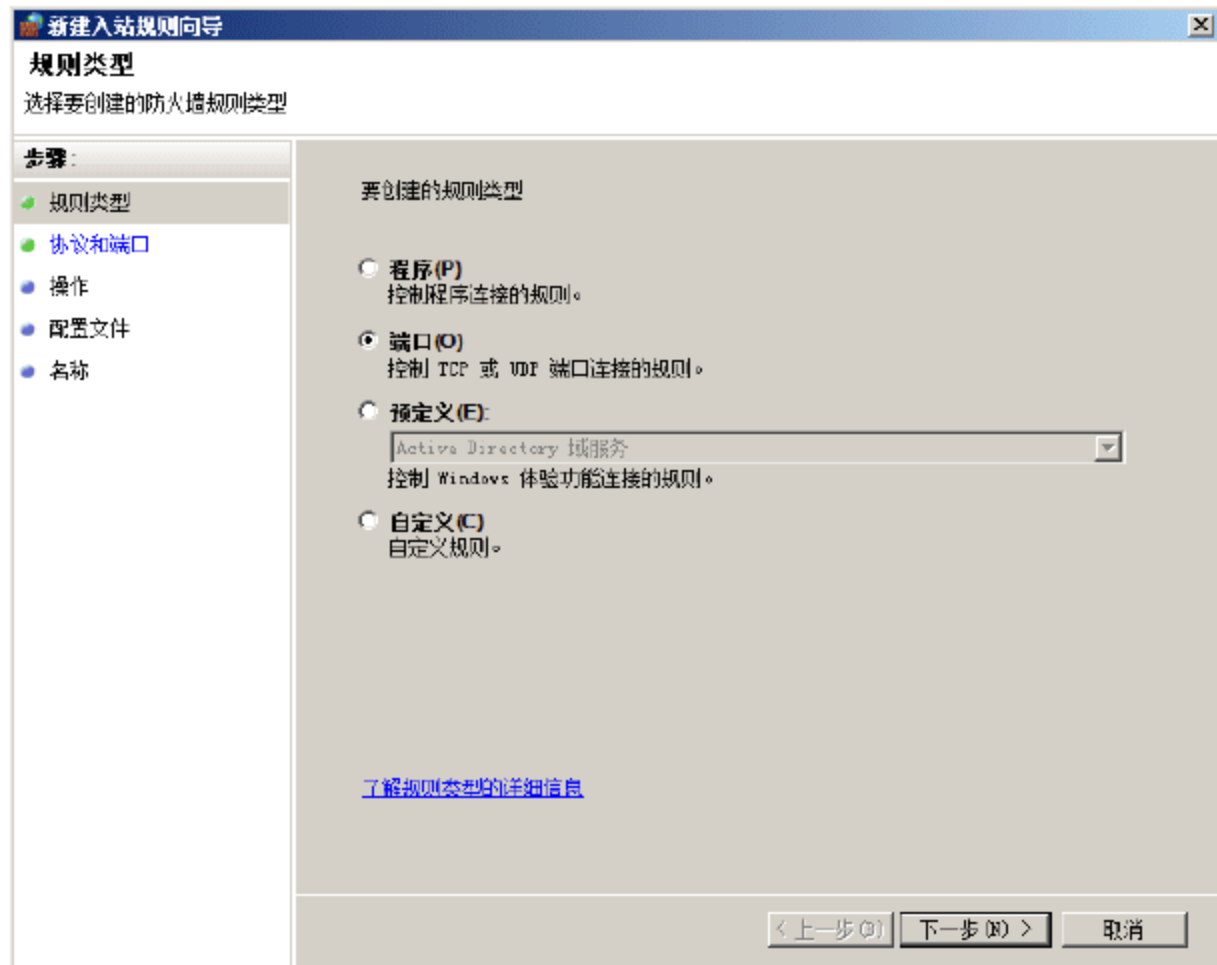 新建入站规则向导
规则类型
选择要创建的防火墙规则类型
步骤:
规则类型
协议和端口
操作
配置文件
名称
要创建的规则类型
程序(P)
控制程序连接的规则。
端口(O)
控制 TCP 或 UDP 端口连接的规则。
预定义(E):
Active Directory 域服务
控制 Windows 体验功能连接的规则。
自定义(C)
自定义规则。
了解规则类型的详细信息
< 上一步(B)
下一步(N) >
取消